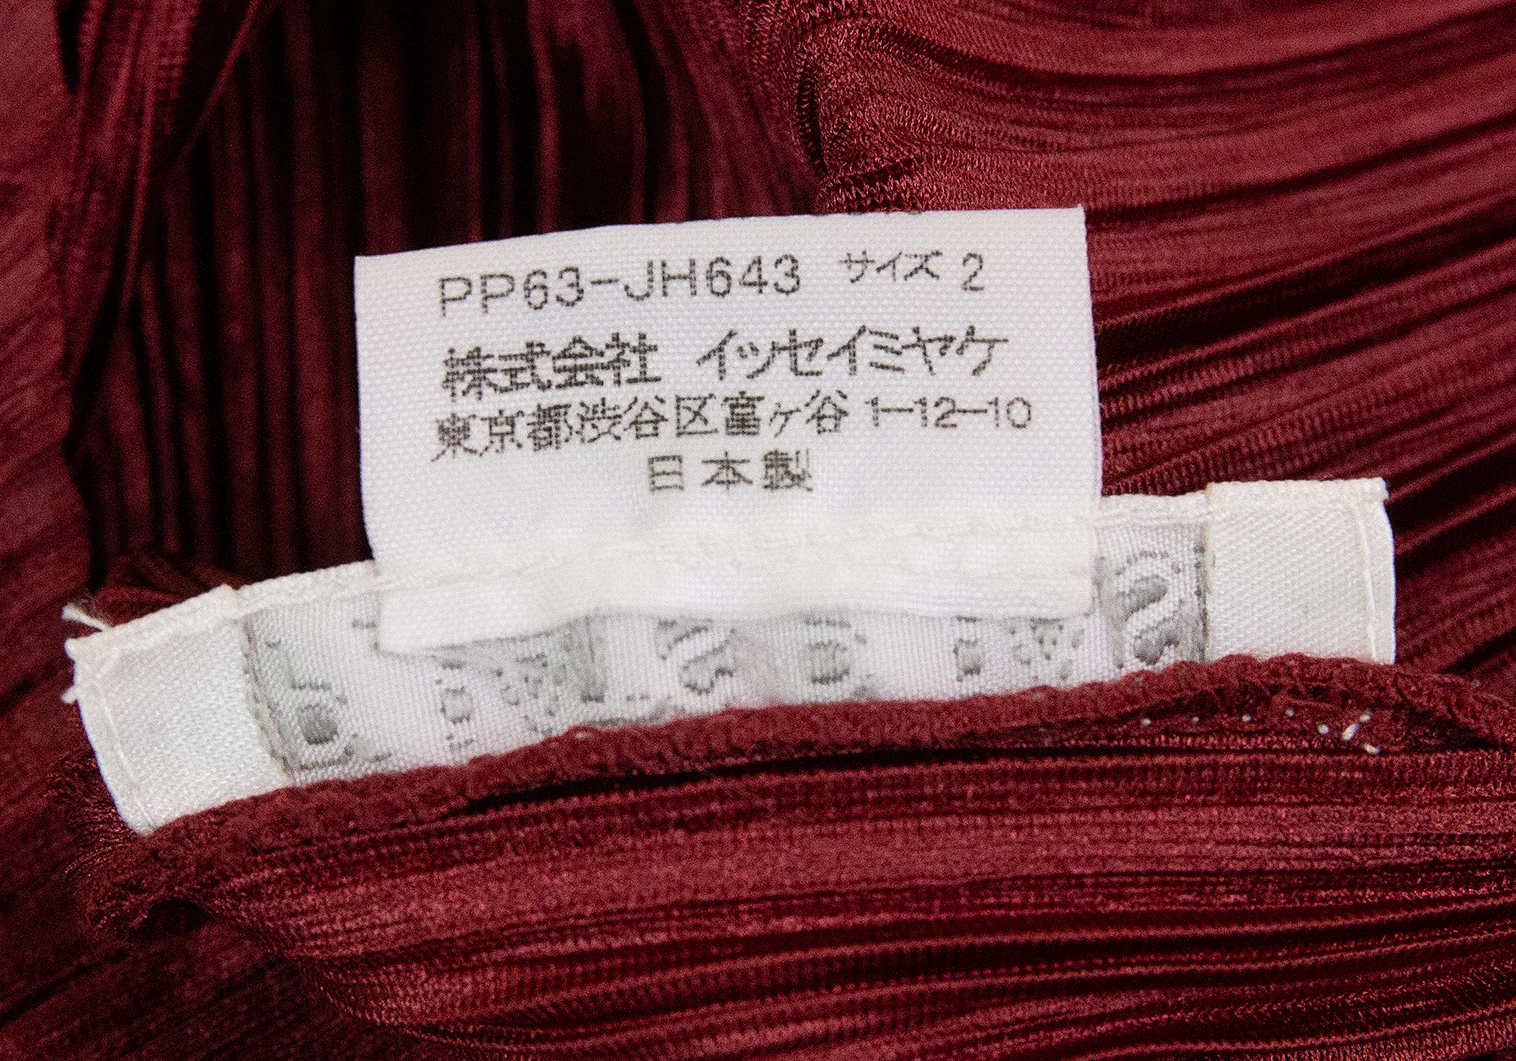 PP63-JH643 サイズ 2
株式会社 イッセイミヤケ
東京都渋谷区富ヶ谷 1-12-10
日本製